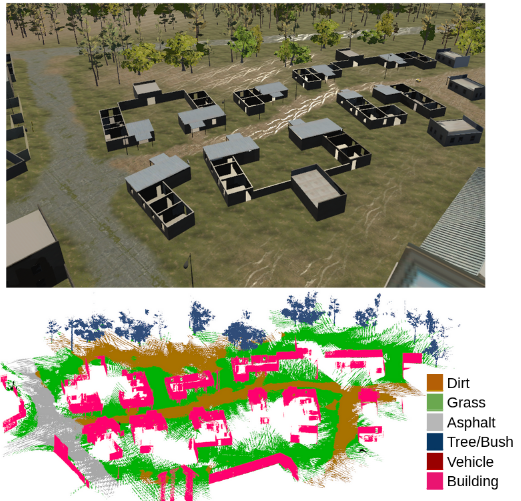 Dirt
Grass
Asphalt
Tree/Bush
Vehicle
Building